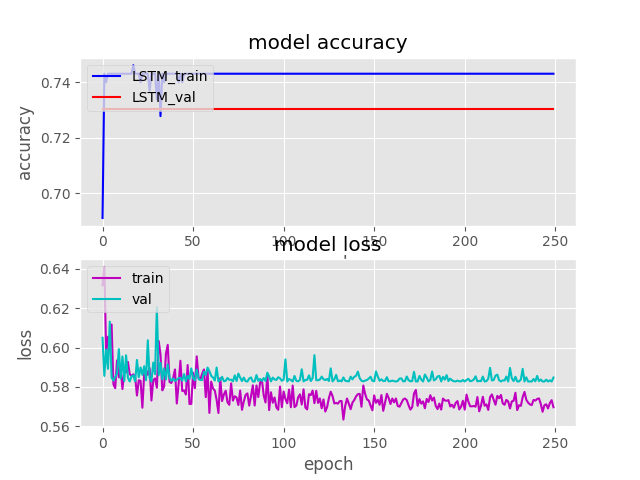 model accuracy
LSTM_train
LSTM_val
accuracy
0.74
0.72
0.70
0 50 100 150 200 250
model loss
train
val
loss
0.64
0.62
0.60
0.58
0.56
0 50 100 150 200 250
epoch